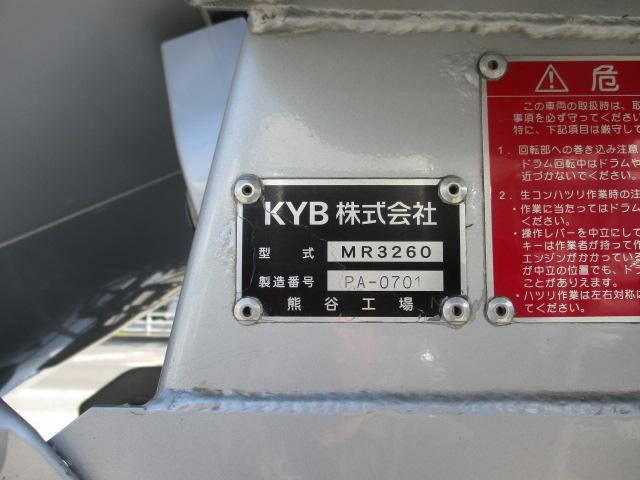 KYB 株式会社
型式 MR3260
製造番号 PA-0701
熊谷工場
⚠ 危
この車両の取扱時は、取
事項を必ず守ってください
特に、下記項目は厳守して
1. 回転部への巻き込み注意
ドラム回転中はドラムや
近づかないでください。
2. 生コンハツリ作業時の注
・作業に当たってはドラム
ください。
・操作レバーを中立にして
キーは作業者が持って作
エンジンがかかっている
が中立の位置でも、ド
ことがありえます。
・ハツリ作業は左右対称に
てください。